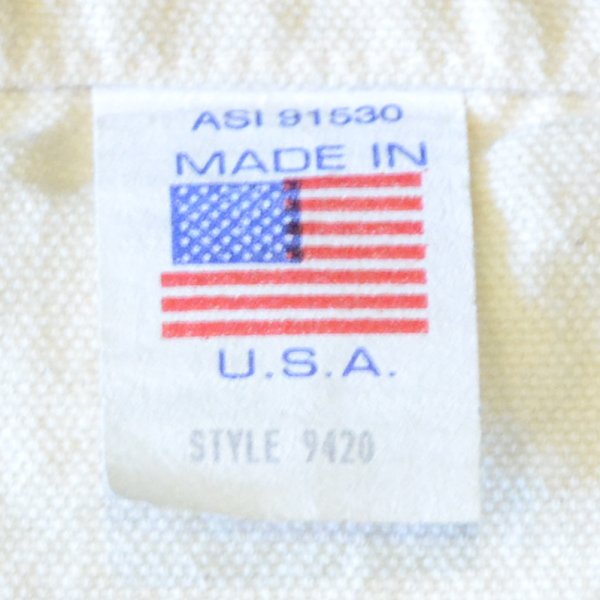 ASI 91530
MADE IN
U.S.A.
STYLE 9420